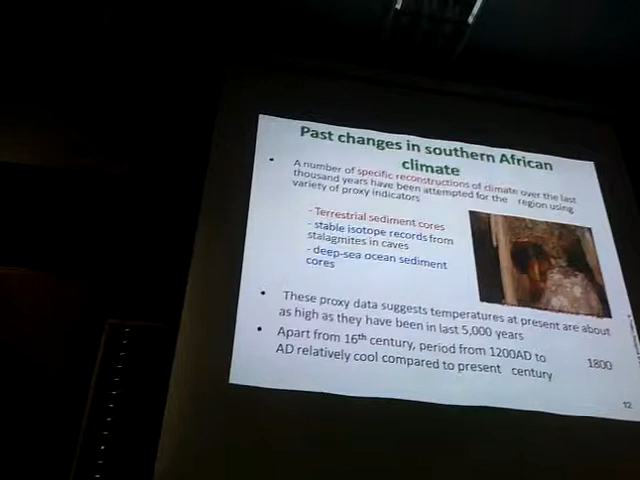 Past changes in southern African
climate
• A number of specific reconstructions of climate over the last
thousand years have been attempted for the region using
variety of proxy indicators
- Terrestrial sediment cores
- stable isotope records from
stalagmites in caves
- deep-sea ocean sediment
cores
• These proxy data suggests temperatures at present are about
as high as they have been in last 5,000 years
• Apart from 16th century, period from 1200AD to 1800
AD relatively cool compared to present century
12